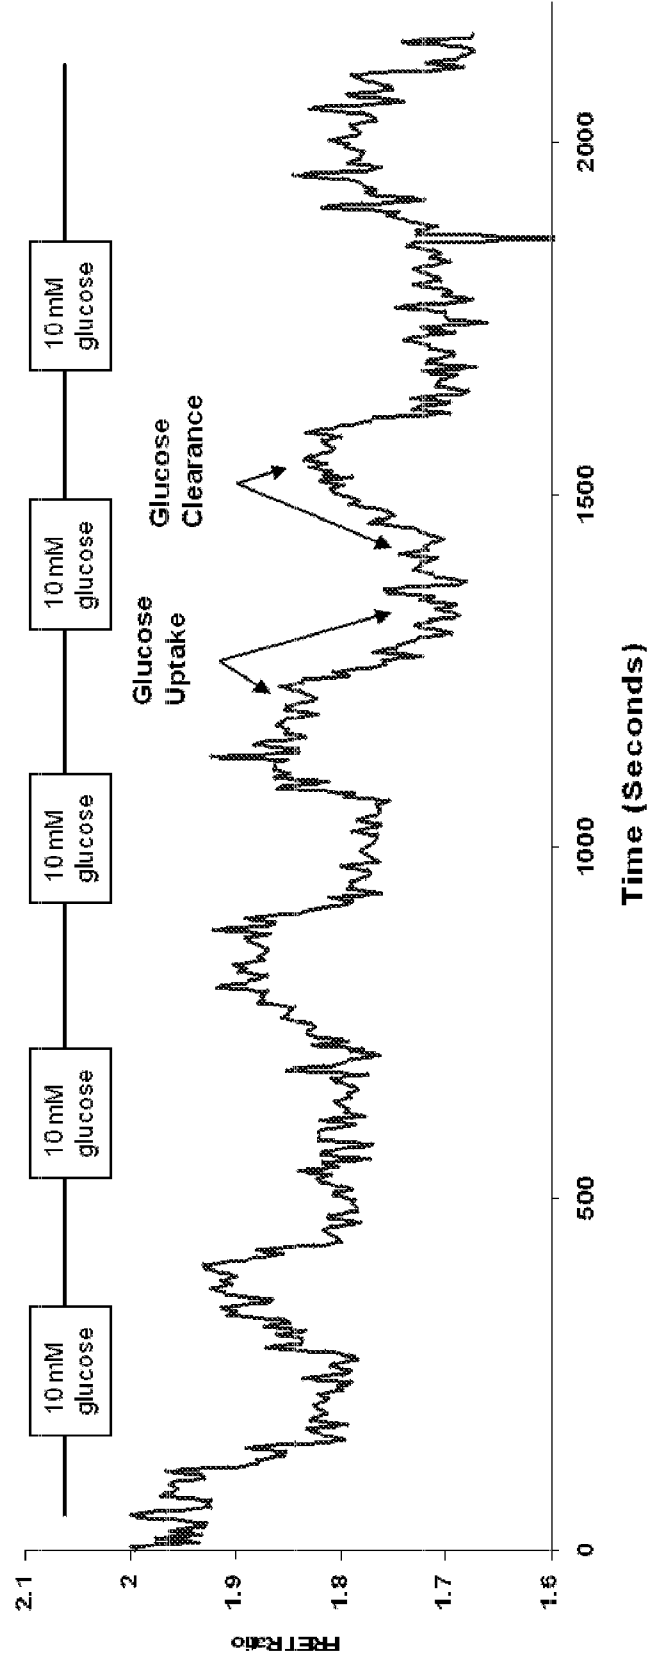 10 mM
glucose
10 mM
glucose
10 mM
glucose
10 mM
glucose
10 mM
glucose
Glucose
Uptake
Glucose
Clearance
2.1
2
1.9
1.8
1.7
1.6
FRET Ratio
0
500
1000
1500
2000
Time (Seconds)